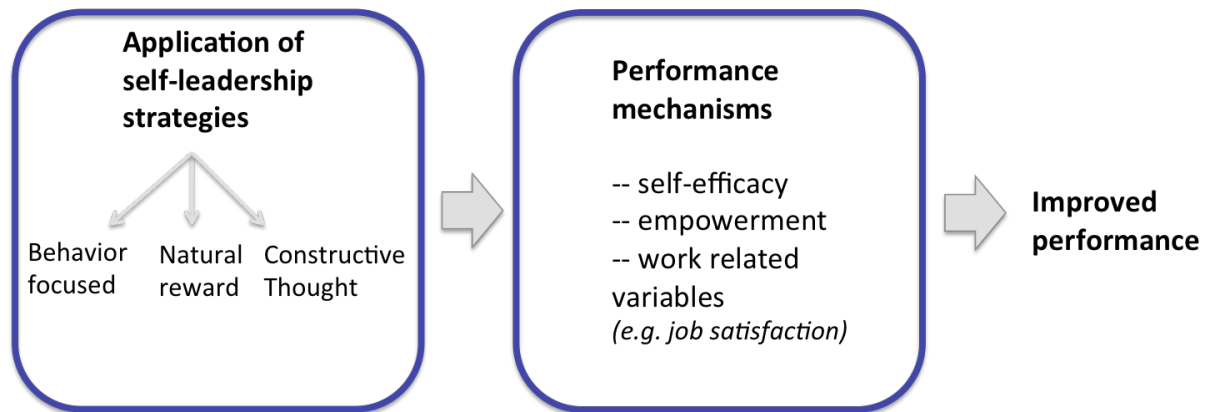 Application of
self-leadership
strategies
Behavior
focused
Natural
reward
Constructive
Thought
Performance
mechanisms
-- self-efficacy
-- empowerment
-- work related
variables
(e.g. job satisfaction)
Improved
performance